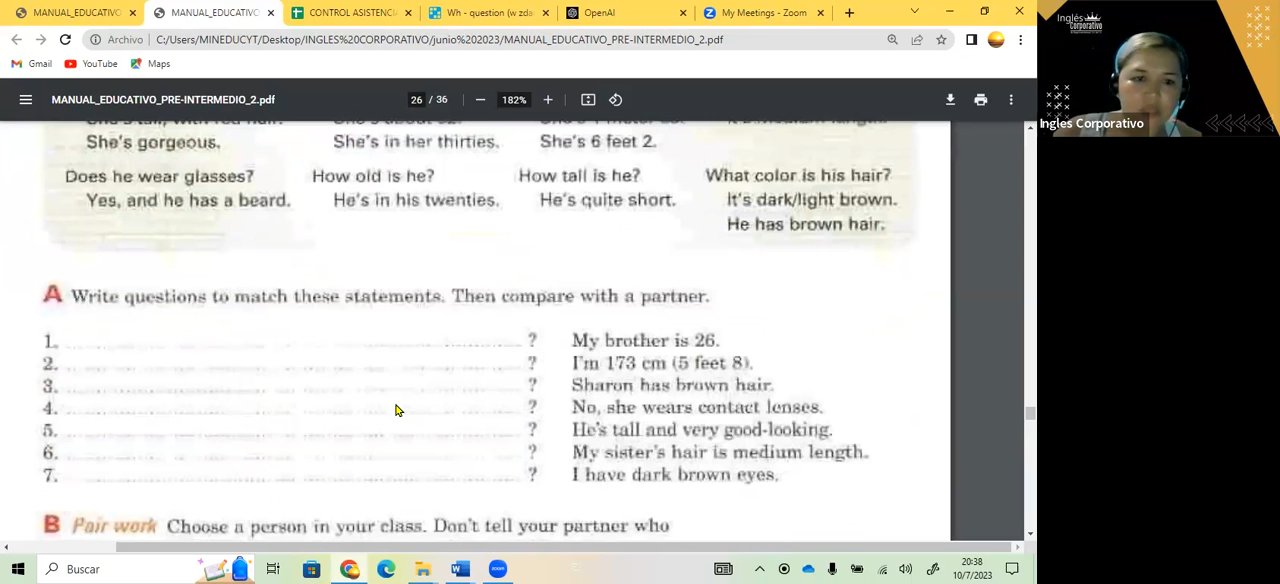 MANUAL_EDUCATIVO
MANUAL_EDUCATIVO
CONTROL ASISTENCI
Wh - question (w zda
OpenAI
My Meetings - Zoom
Archivo
C:/Users/MINEDUCYT/Desktop/INGLES%20CORPORATIVO/junio%202023/MANUAL_EDUCATIVO_PRE-INTERMEDIO_2.pdf
Gmail
YouTube
Maps
MANUAL_EDUCATIVO_PRE-INTERMEDIO_2.pdf
26 / 36
182%
She's gorgeous.
She's in her thirties.
She's 6 feet 2.
Does he wear glasses?
How old is he?
How tall is he?
What color is his hair?
Yes, and he has a beard.
He's in his twenties.
He's quite short.
It's dark/light brown.
He has brown hair.
A Write questions to match these statements. Then compare with a partner.
1. ? My brother is 26.
2. ? I'm 173 cm (5 feet 8).
3. ? Sharon has brown hair.
4. ? No, she wears contact lenses.
5. ? He's tall and very good-looking.
6. ? My sister's hair is medium length.
7. ? I have dark brown eyes.
B Pair work Choose a person in your class. Don't tell your partner who
Buscar
20:38
10/7/2023
Inglés
Corporativo
Ingles Corporativo